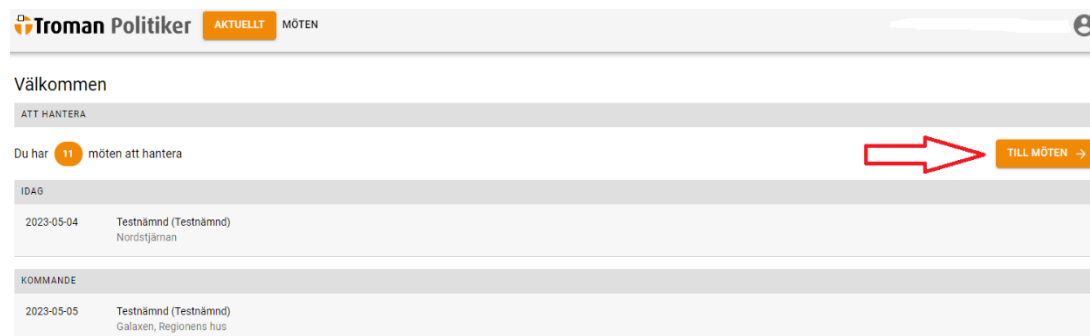 Troman Politiker AKTUELLT MÖTEN
Välkommen
ATT HANTERA
Du har 11 möten att hantera TILL MÖTEN →
IDAG
2023-05-04 Testnämnd (Testnämnd)
Nordstjärnan
KOMMANDE
2023-05-05 Testnämnd (Testnämnd)
Galaxen, Regionens hus